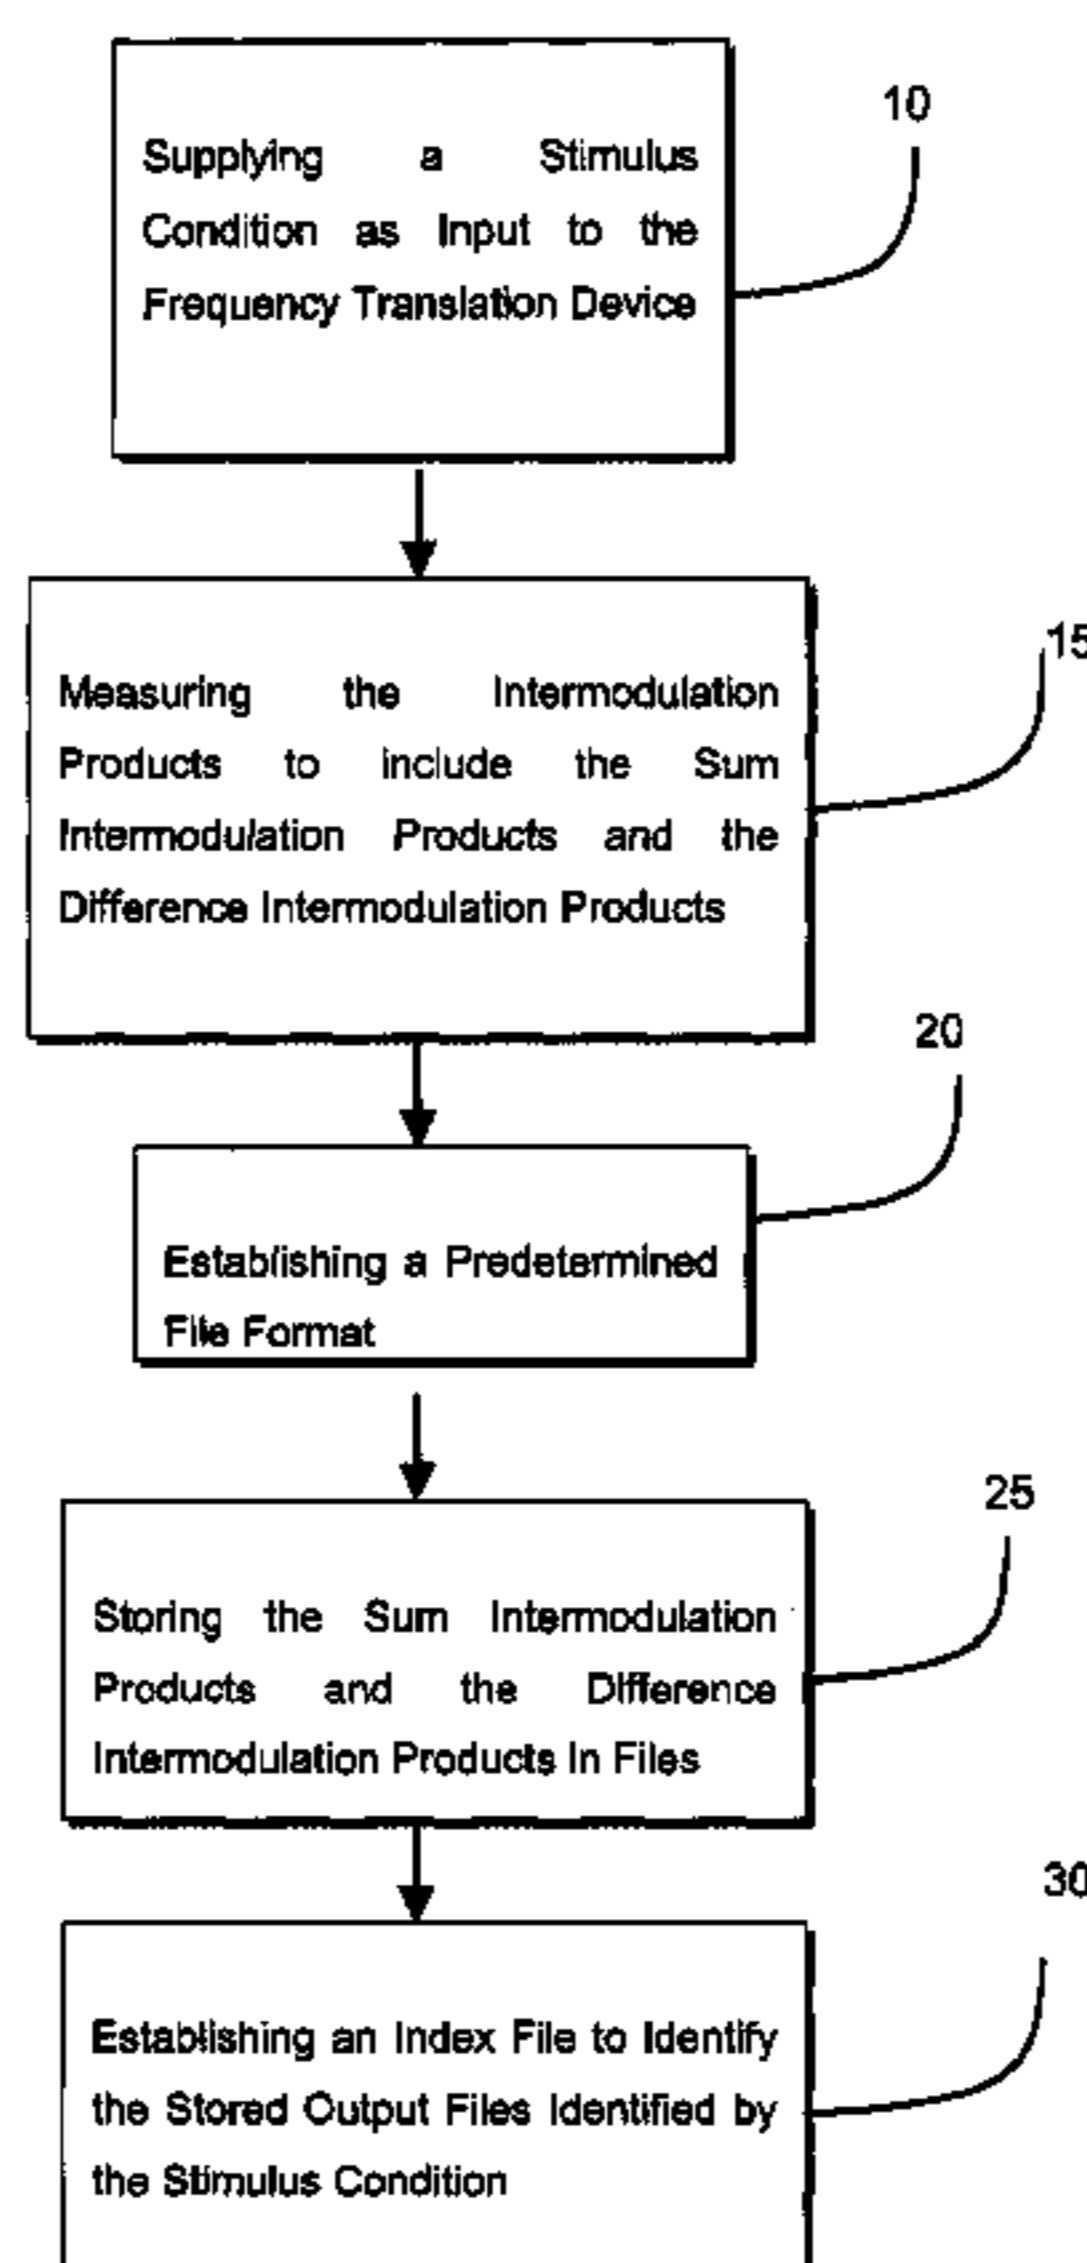 10
Supplying a Stimulus
Condition as Input to the
Frequency Translation Device
15
Measuring the Intermodulation
Products to include the Sum
Intermodulation Products and the
Difference Intermodulation Products
20
Establishing a Predetermined
File Format
25
Storing the Sum Intermodulation
Products and the Difference
Intermodulation Products In Files
30
Establishing an Index File to Identify
the Stored Output Files Identified by
the Stimulus Condition